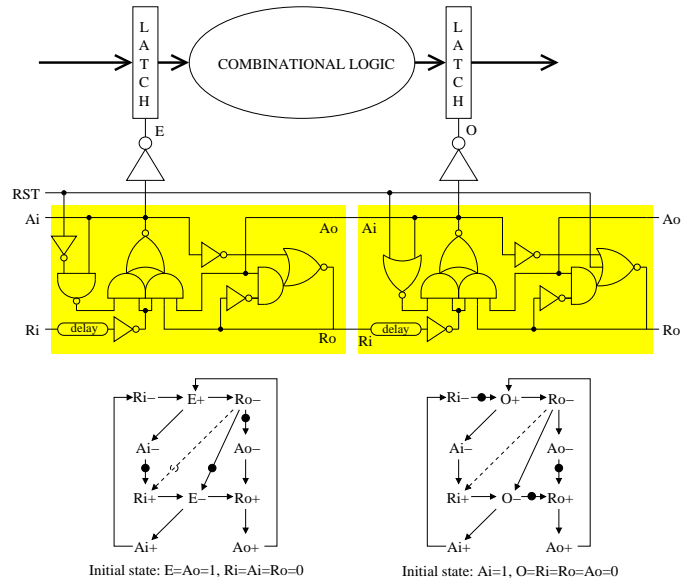 L A T C H
COMBINATIONAL LOGIC
L A T C H
E
O
RST
Ai
Ao
Ai
Ao
Ri
delay
Ro
Ri
delay
Ro
Ri− E+ Ro−
Ri− O+ Ro−
Ai− Ao−
Ai− Ao−
Ri+ E− Ro+
Ri+ O− Ro+
Ai+ Ao+
Ai+ Ao+
Initial state: E=Ao=1, Ri=Ai=Ro=0
Initial state: Ai=1, O=Ri=Ro=Ao=0